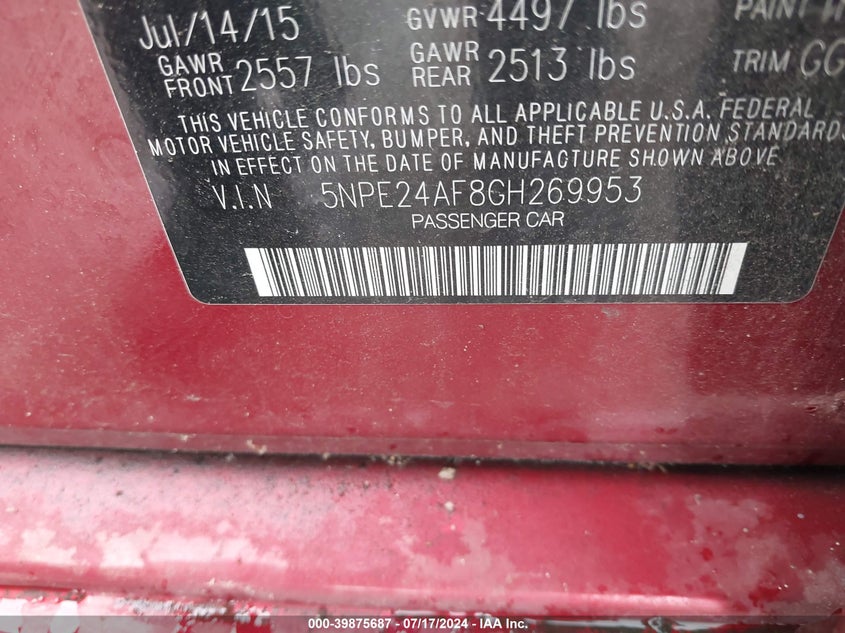 Jul/14/15 GVWR 4497 lbs PAINT
GAWR FRONT 2557 lbs GAWR REAR 2513 lbs TRIM GG
THIS VEHICLE CONFORMS TO ALL APPLICABLE U.S.A. FEDERAL
MOTOR VEHICLE SAFETY, BUMPER, AND THEFT PREVENTION STANDARDS
IN EFFECT ON THE DATE OF MANUFACTURE SHOWN ABOVE
V.I.N 5NPE24AF8GH269953
PASSENGER CAR
000-39875687 - 07/17/2024 - IAA Inc.